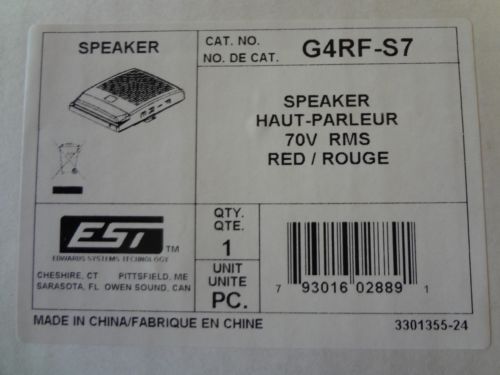 SPEAKER
CAT. NO.
NO. DE CAT.
G4RF-S7
SPEAKER
HAUT-PARLEUR
70V RMS
RED / ROUGE
EST TM
EDWARDS SYSTEMS TECHNOLOGY
CHESHIRE, CT PITTSFIELD, ME
SARASOTA, FL OWEN SOUND, CAN
QTY.
QTE.
1
UNIT
UNITE
PC.
7 93016 02889 1
MADE IN CHINA/FABRIQUE EN CHINE
3301355-24